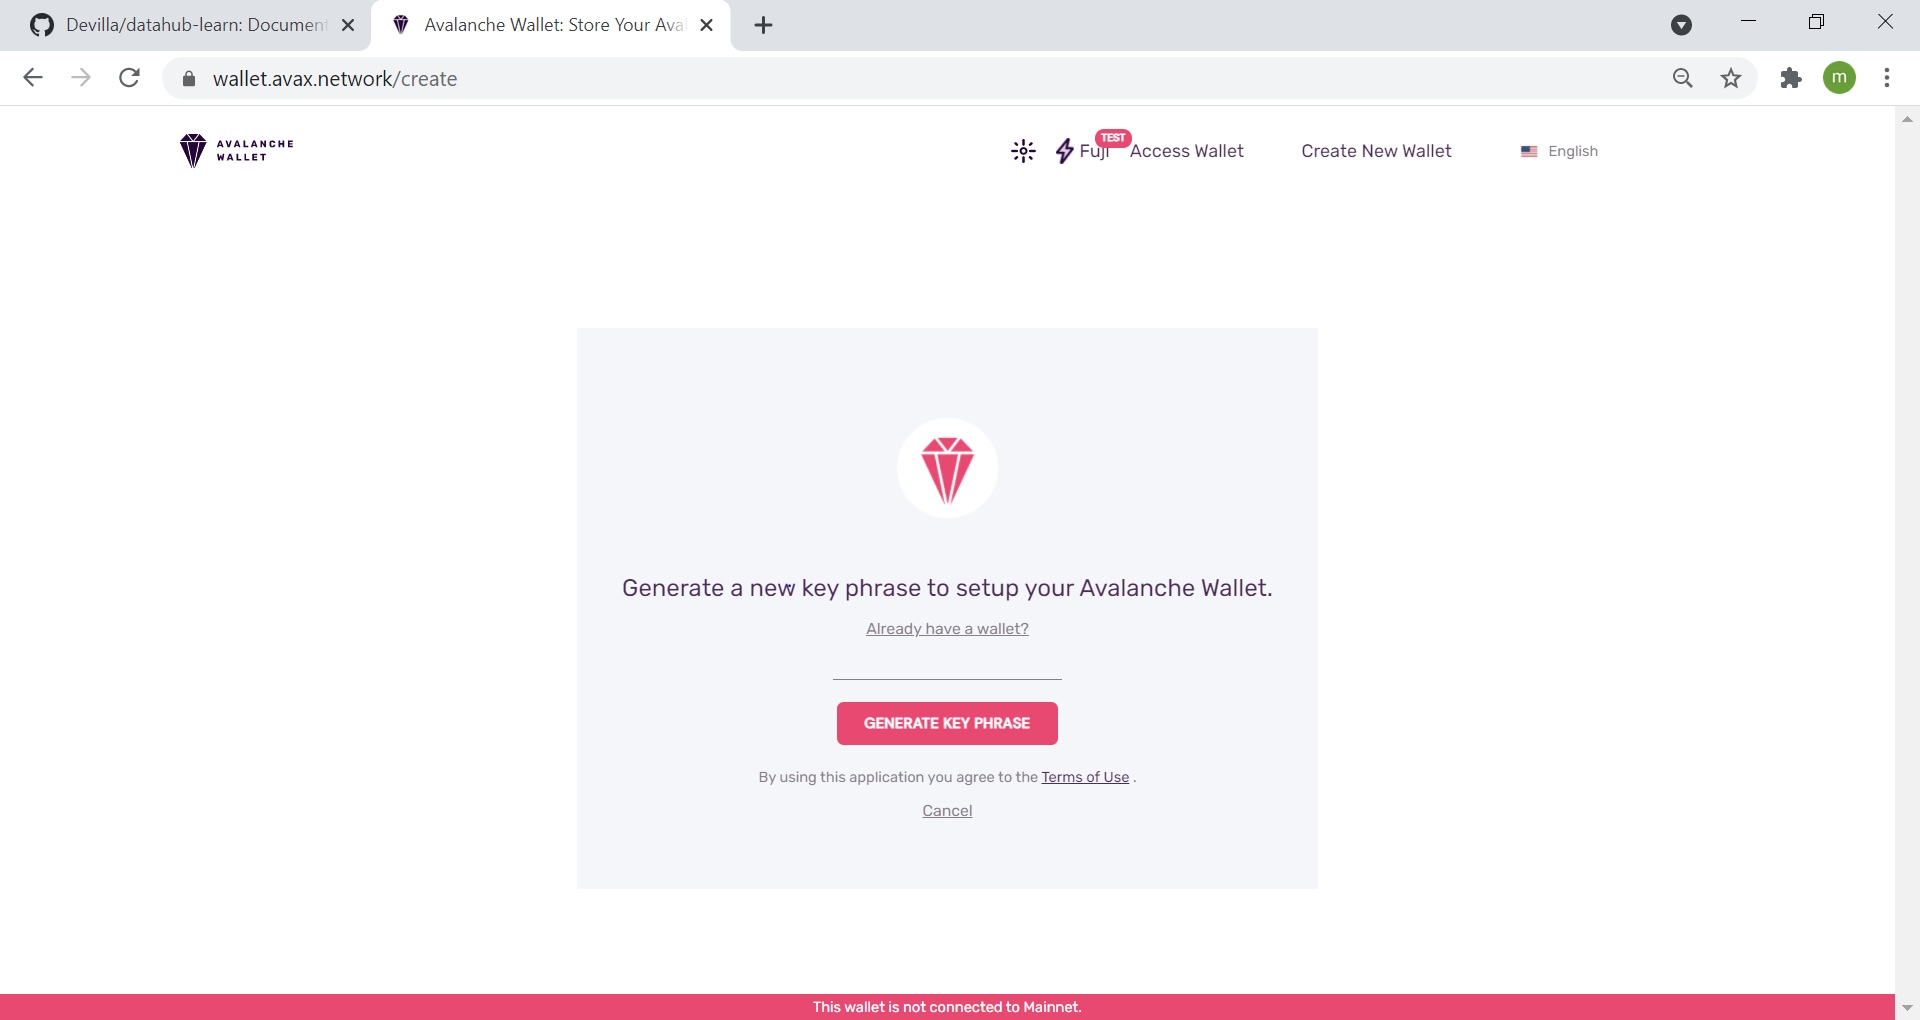 Devilla/datahub-learn: Document
Avalanche Wallet: Store Your Ava
wallet.avax.network/create
m
AVALANCHE
WALLET
Fuji
TEST
Access Wallet
Create New Wallet
English
Generate a new key phrase to setup your Avalanche Wallet.
Already have a wallet?
GENERATE KEY PHRASE
By using this application you agree to the Terms of Use .
Cancel
This wallet is not connected to Mainnet.